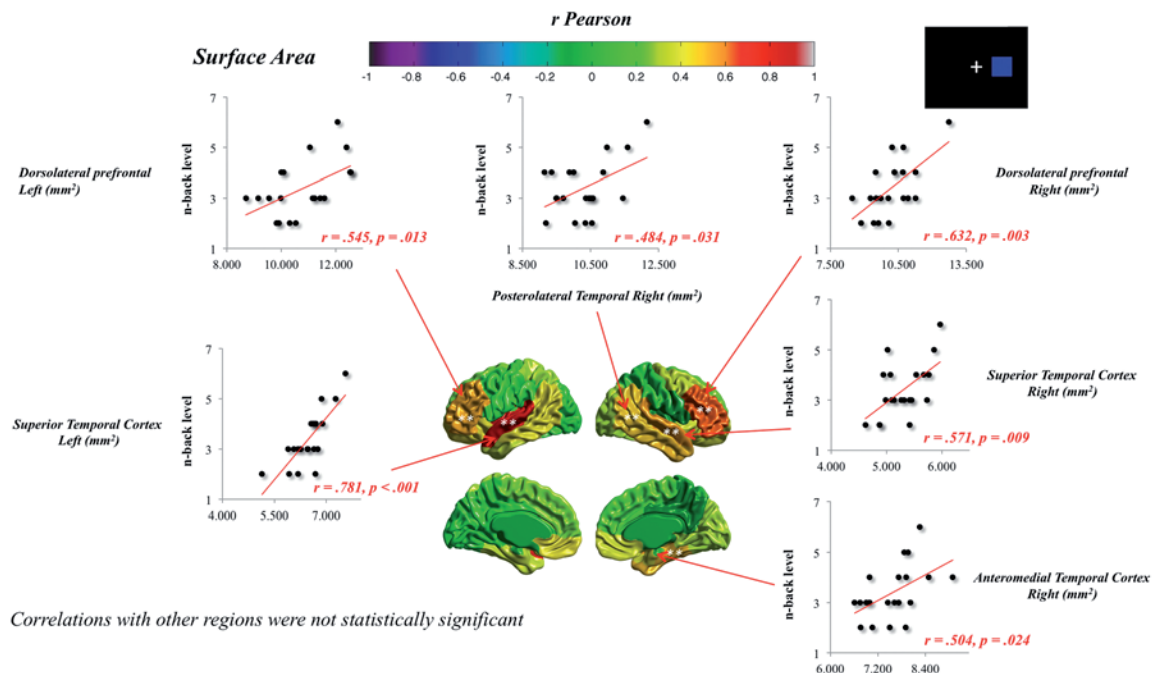 r Pearson
Surface Area
-1 -0.8 -0.6 -0.4 -0.2 0 0.2 0.4 0.6 0.8 1
Dorsolateral prefrontal
Left (mm²)
n-back level
7
5
3
1
8.000 10.000 12.000
r = .545, p = .013
n-back level
7
5
3
1
8.500 10.500 12.500
r = .484, p = .031
Posterolateral Temporal Right (mm²)
n-back level
7
5
3
1
7.500 10.500 13.500
r = .632, p = .003
Dorsolateral prefrontal
Right (mm²)
Superior Temporal Cortex
Left (mm²)
n-back level
7
5
3
1
4.000 5.500 7.000
r = .781, p < .001
**
**
**
**
**
**
n-back level
7
5
3
1
4.000 5.000 6.000
r = .571, p = .009
Superior Temporal Cortex
Right (mm²)
n-back level
7
5
3
1
6.000 7.200 8.400
r = .504, p = .024
Anteromedial Temporal Cortex
Right (mm²)
Correlations with other regions were not statistically significant